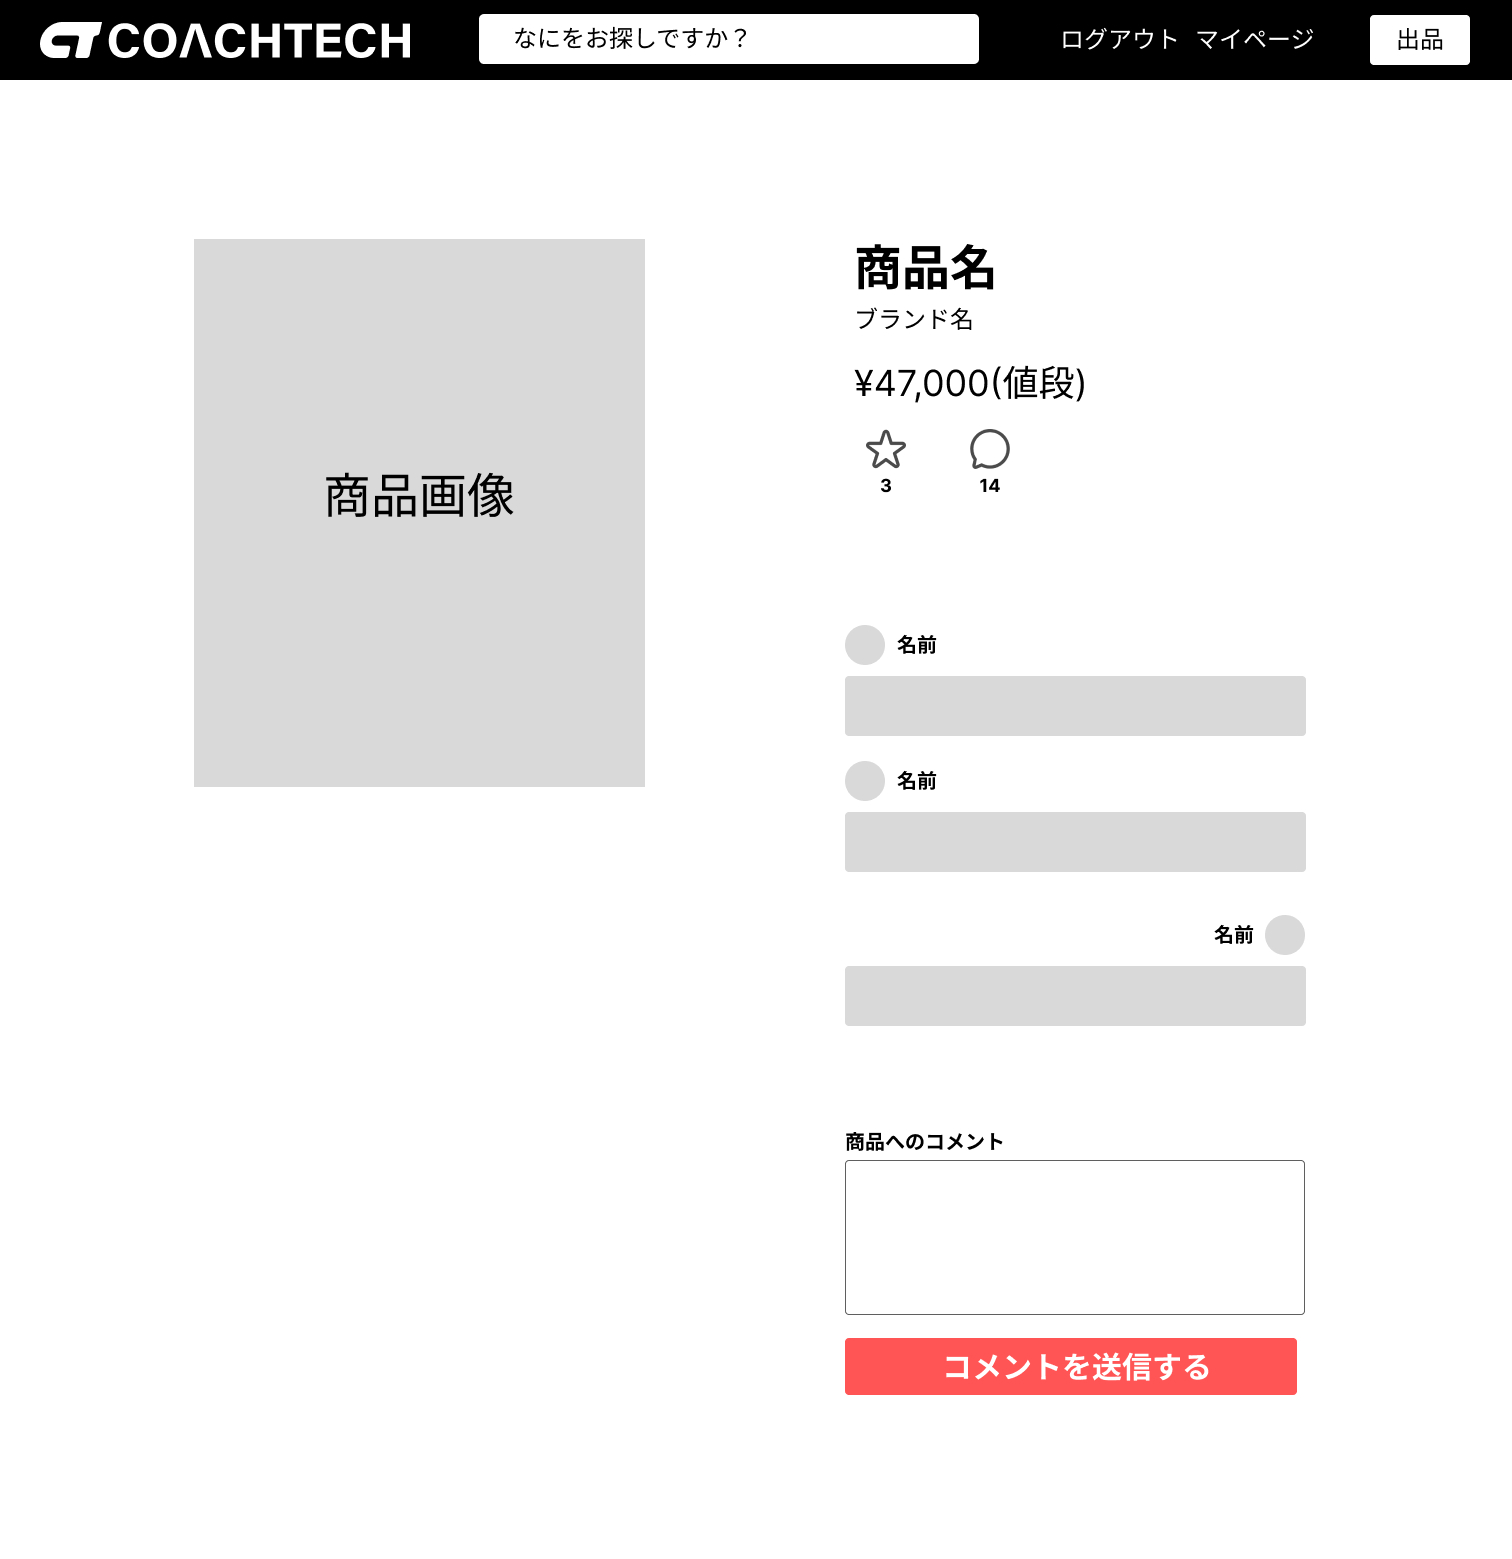 COACHTECH
なにをお探しですか？
ログアウト
マイページ
出品
商品画像
商品名
ブランド名
¥47,000(値段)
3
14
名前
名前
名前
商品へのコメント
コメントを送信する